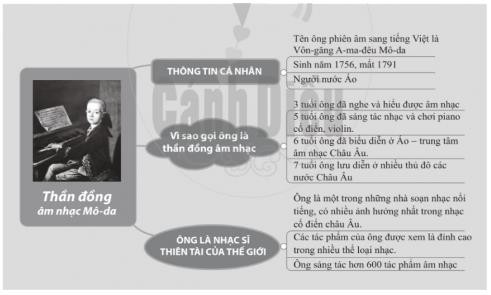 Thần đồng
âm nhạc Mô-da
THÔNG TIN CÁ NHÂN
Tên ông phiên âm sang tiếng Việt là
Vôn-găng A-ma-đêu Mô-da
Sinh năm 1756, mất 1791
Người nước Áo
Vì sao gọi ông là
thần đồng âm nhạc
3 tuổi ông đã nghe và hiểu được âm nhạc
5 tuổi ông đã sáng tác nhạc và chơi piano
cổ điển, violin.
6 tuổi ông đã biểu diễn ở Áo – trung tâm
âm nhạc Châu Âu.
7 tuổi ông lưu diễn ở nhiều thủ đô các
nước Châu Âu
ÔNG LÀ NHẠC SĨ
THIÊN TÀI CỦA THẾ GIỚI
Ông là một trong những nhà soạn nhạc nổi
tiếng, có nhiều ảnh hưởng nhất trong nhạc
cổ điển châu Âu.
Các tác phẩm của ông được xem là đỉnh cao
trong nhiều thể loại nhạc.
Ông sáng tác hơn 600 tác phẩm âm nhạc
Cánh Diều